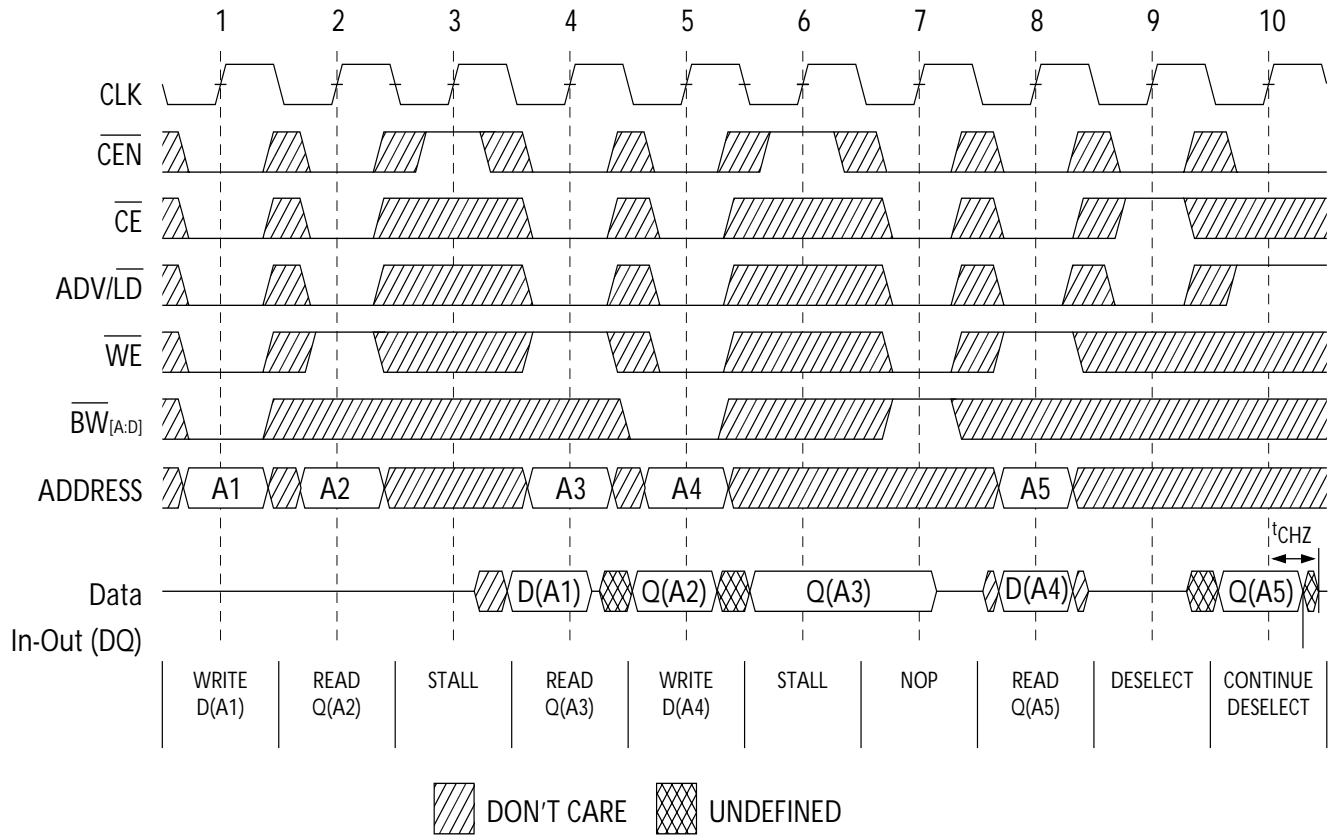 1 2 3 4 5 6 7 8 9 10
CLK
CEN
CE
ADV/LD
WE
BW[A:D]
ADDRESS A1 A2 A3 A4 A5
tCHZ
Data D(A1) Q(A2) Q(A3) D(A4) Q(A5)
In-Out (DQ)
WRITE READ STALL READ WRITE STALL NOP READ DESELECT CONTINUE
D(A1) Q(A2) Q(A3) D(A4) Q(A5) DESELECT
DON'T CARE UNDEFINED